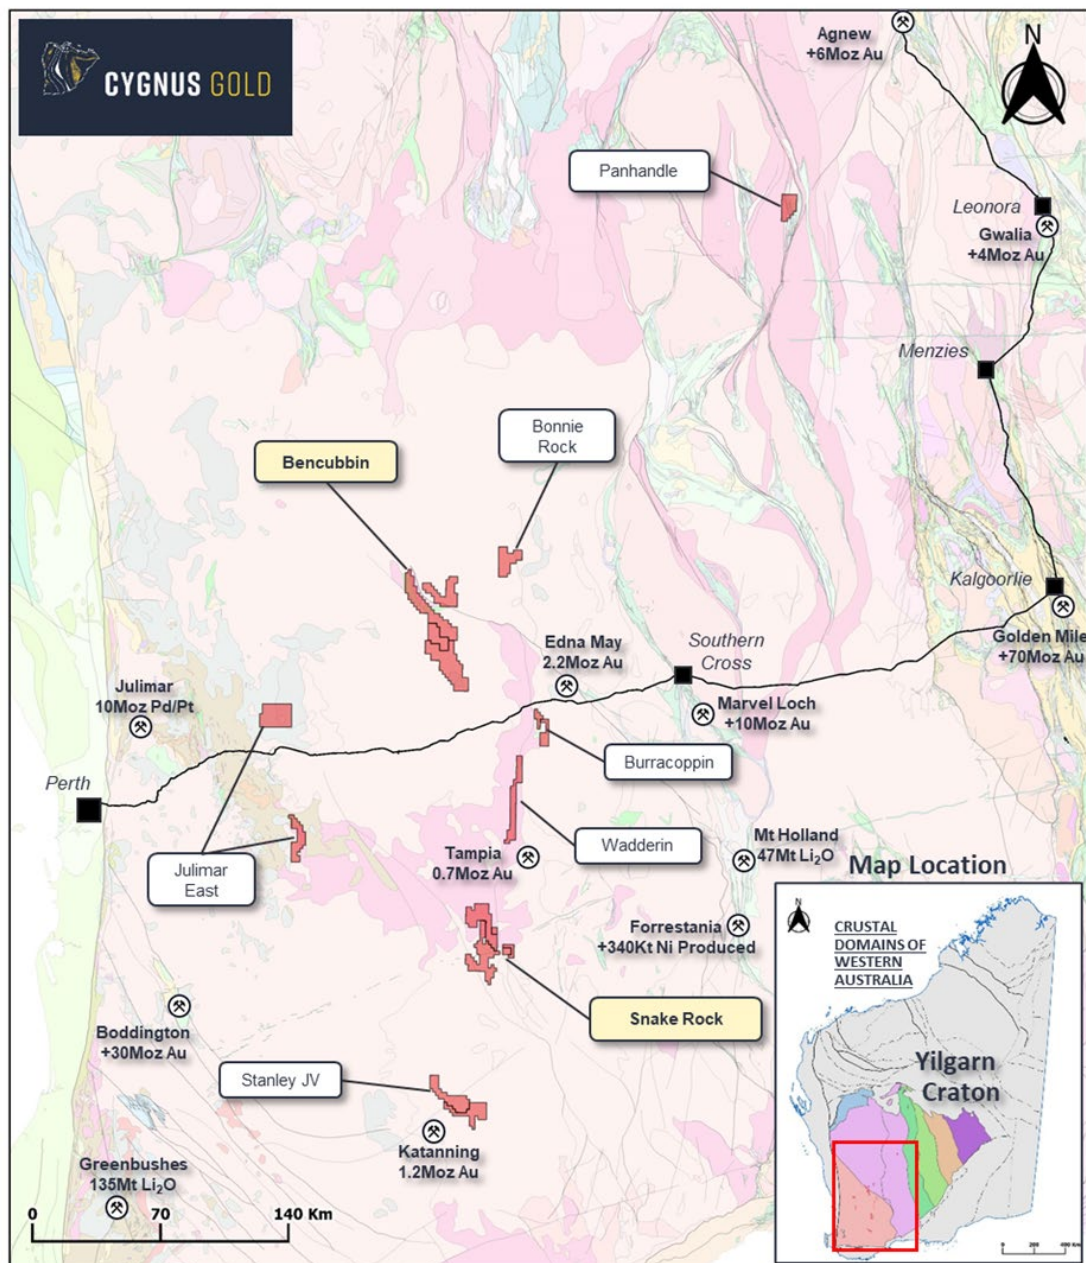 CYGNUS GOLD
Agnew
+6Moz Au
N
Panhandle
Leonora
Gwalia
+4Moz Au
Menzies
Bonnie
Rock
Bencubbin
Kalgoorlie
Golden Mile
+70Moz Au
Southern
Cross
Edna May
2.2Moz Au
Julimar
10Moz Pd/Pt
Marvel Loch
+10Moz Au
Burracoppin
Perth
Wadderin
Mt Holland
47Mt Li₂O
Tampia
0.7Moz Au
Julimar
East
Map Location
Forrestania
+340Kt Ni Produced
N
CRUSTAL
DOMAINS OF
WESTERN
AUSTRALIA
Snake Rock
Boddington
+30Moz Au
Yilgarn
Craton
Stanley JV
Katanning
1.2Moz Au
Greenbushes
135Mt Li₂O
0 70 140 Km
0 200 400 Km